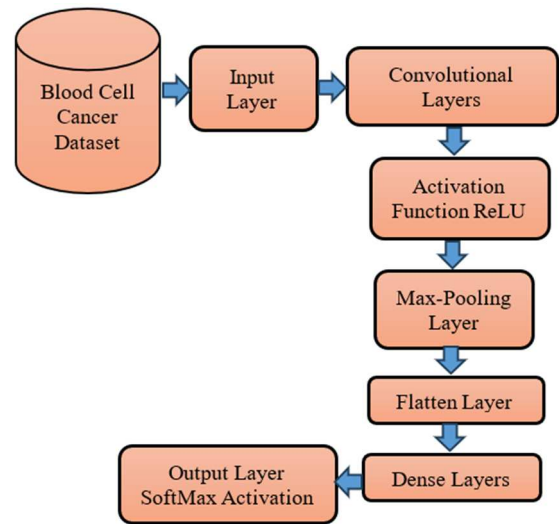 Blood Cell
Cancer
Dataset
Input
Layer
Convolutional
Layers
Activation
Function ReLU
Max-Pooling
Layer
Flatten Layer
Dense Layers
Output Layer
SoftMax Activation